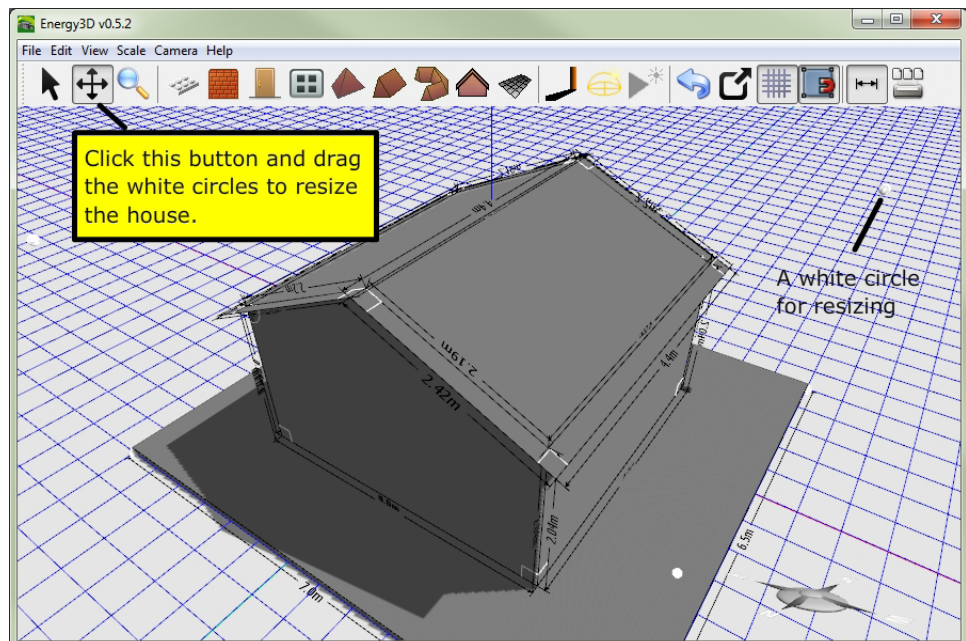 Energy3D v0.5.2
File Edit View Scale Camera Help
Click this button and drag
the white circles to resize
the house.
A white circle
for resizing
4.4m
2.19m
2.42m
4.4m
2.04m
6.5m
7.0m